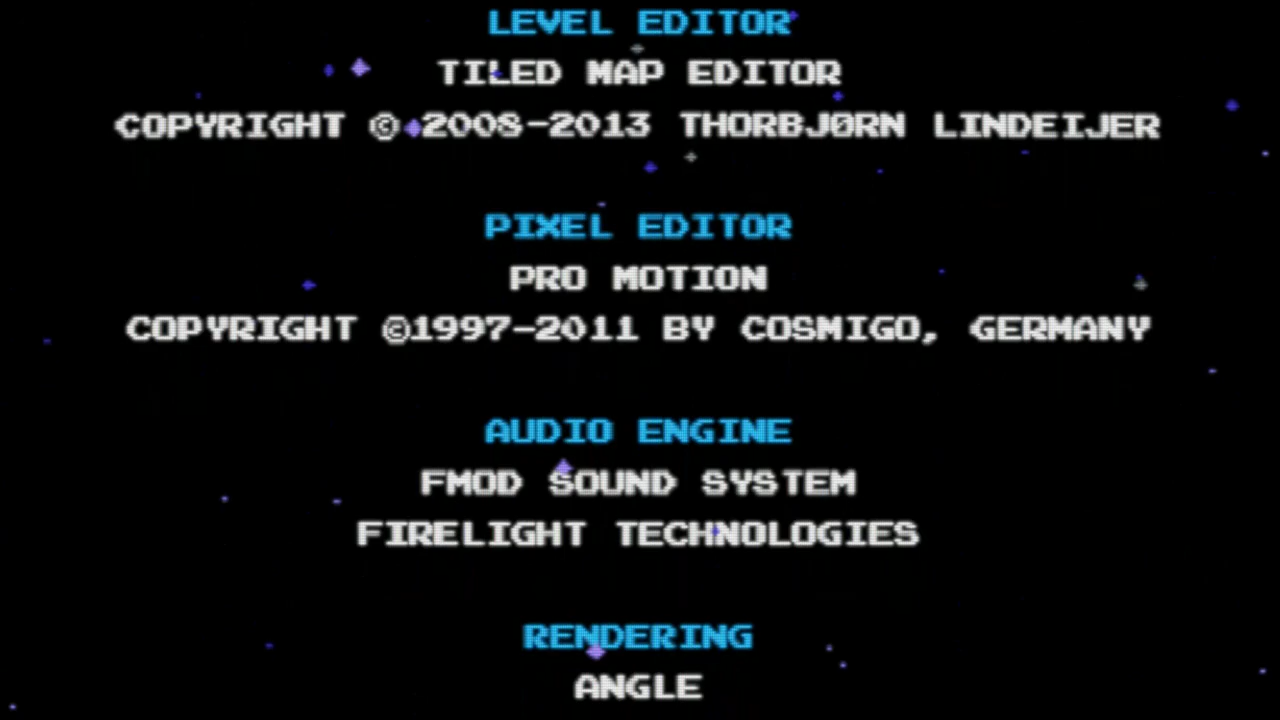 LEVEL EDITOR
TILED MAP EDITOR
COPYRIGHT © 2008-2013 THORBJØRN LINDEIJER
PIXEL EDITOR
PRO MOTION
COPYRIGHT ©1997-2011 BY COSMIGO, GERMANY
AUDIO ENGINE
FMOD SOUND SYSTEM
FIRELIGHT TECHNOLOGIES
RENDERING
ANGLE